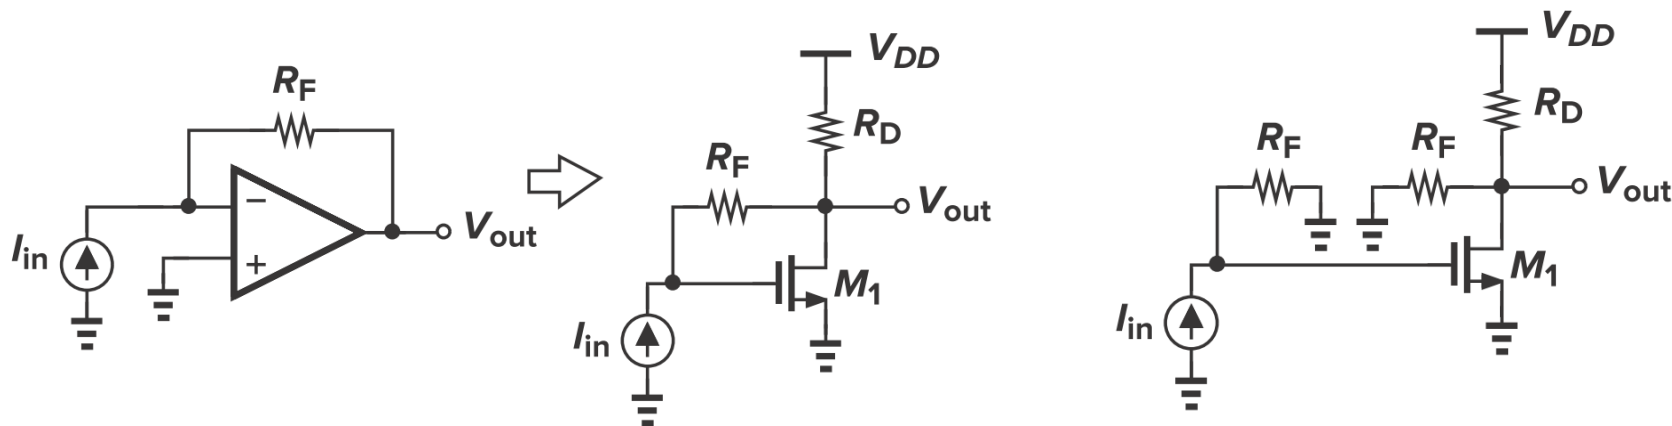 R_F
I_in
−
+
V_out
V_DD
R_D
R_F
V_out
M_1
I_in
V_DD
R_D
R_F
R_F
V_out
M_1
I_in